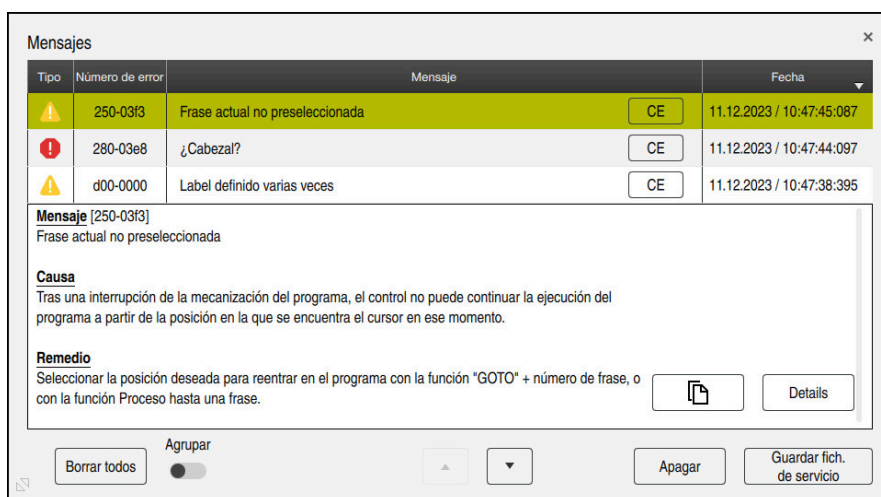 Mensajes
Tipo Número de error Mensaje Fecha
250-03f3 Frase actual no preseleccionada CE 11.12.2023 / 10:47:45:087
280-03e8 ¿Cabezal? CE 11.12.2023 / 10:47:44:097
d00-0000 Label definido varias veces CE 11.12.2023 / 10:47:38:395
Mensaje [250-03f3]
Frase actual no preseleccionada
Causa
Tras una interrupción de la mecanización del programa, el control no puede continuar la ejecución del
programa a partir de la posición en la que se encuentra el cursor en ese momento.
Remedio
Seleccionar la posición deseada para reentrar en el programa con la función "GOTO" + número de frase, o
con la función Proceso hasta una frase.
Details
Borrar todos
Agrupar
Apagar
Guardar fich.
de servicio